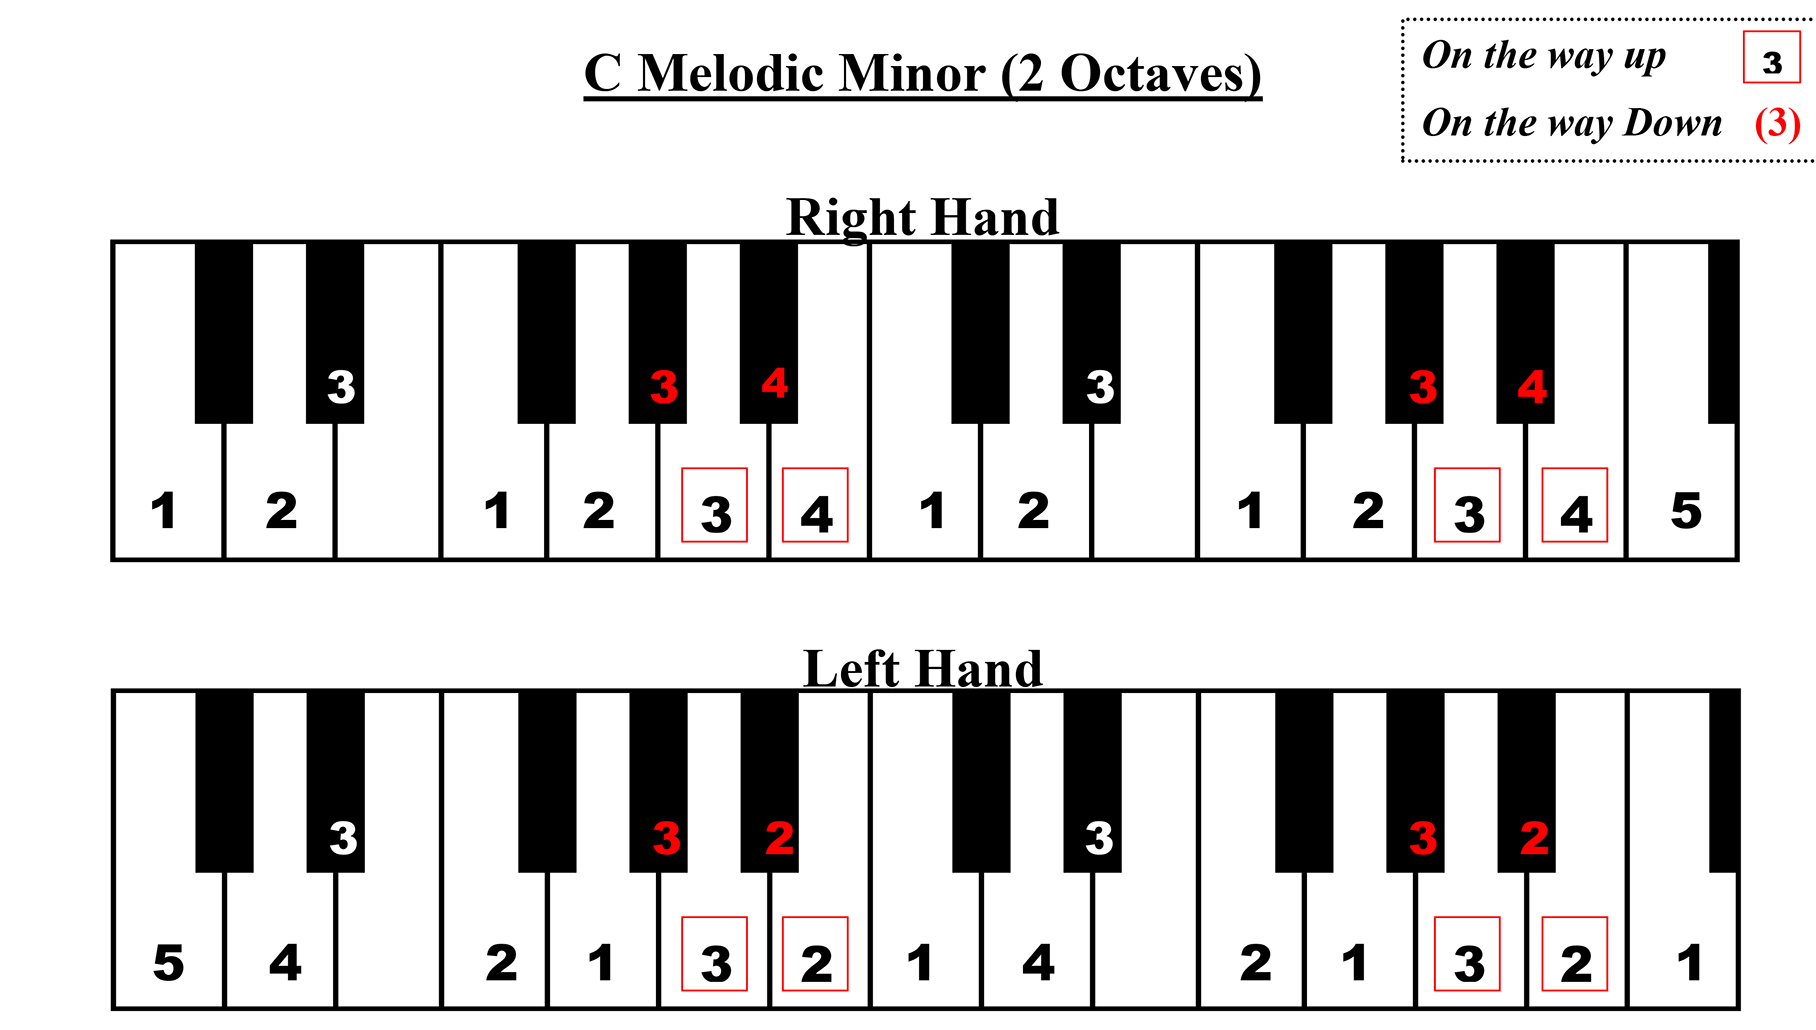 C Melodic Minor (2 Octaves)
On the way up 3
On the way Down (3)
Right Hand
3 3 4 3 3 4
1 2 1 2 3 4 1 2 1 2 3 4 5
Left Hand
3 3 2 3 3 2
5 4 2 1 3 2 1 4 2 1 3 2 1